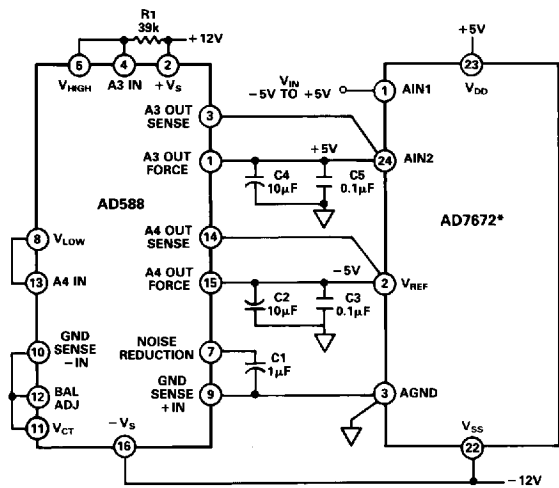 R1
39k
+12V
+5V
6
4
2
23
VHIGH
A3 IN
+VS
VDD
VIN
−5V TO +5V
1
AIN1
A3 OUT
SENSE
3
A3 OUT
FORCE
1
+5V
24
AIN2
C4
10µF
C5
0.1µF
AD588
AD7672*
A4 OUT
SENSE
14
8
VLOW
13
A4 IN
A4 OUT
FORCE
15
−5V
2
VREF
C2
10µF
C3
0.1µF
10
GND
SENSE
−IN
NOISE
REDUCTION
7
C1
1µF
12
BAL
ADJ
GND
SENSE
+IN
9
3
AGND
11
VCT
−VS
16
VSS
22
−12V